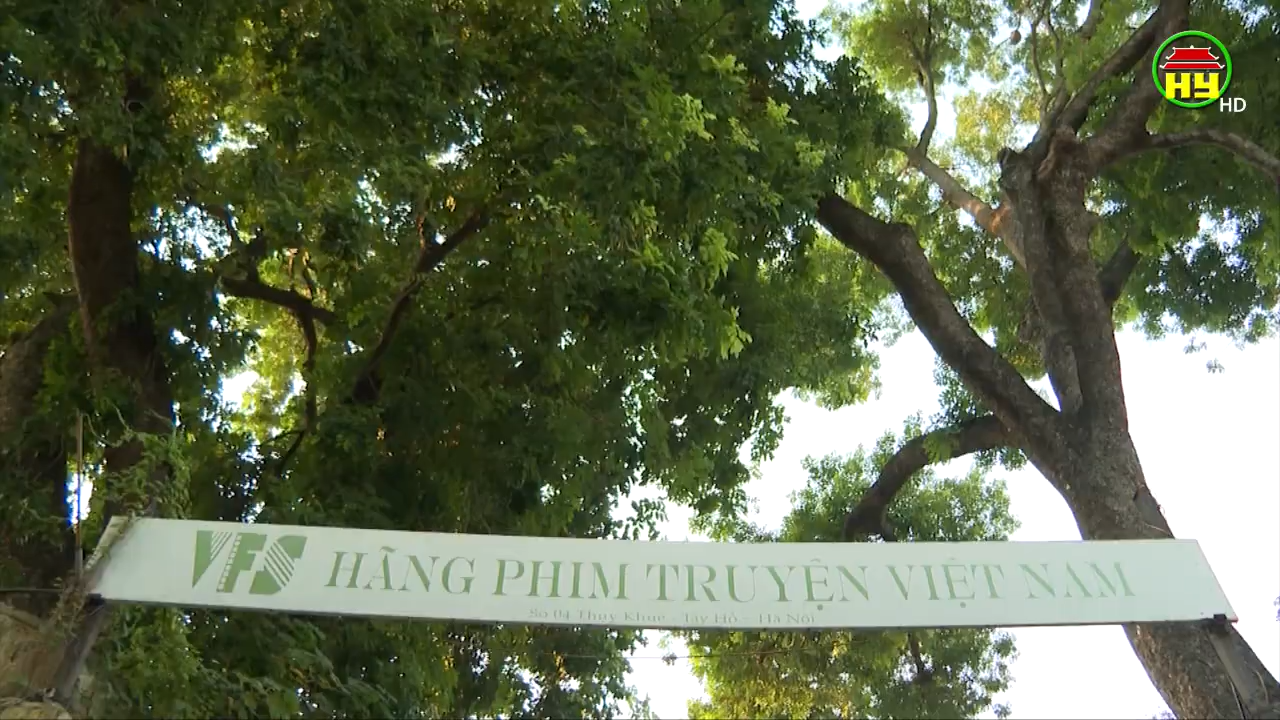 HY
HD
VFS HÃNG PHIM TRUYỆN VIỆT NAM
Số 04 Thụy Khuê - Tây Hồ - Hà Nội